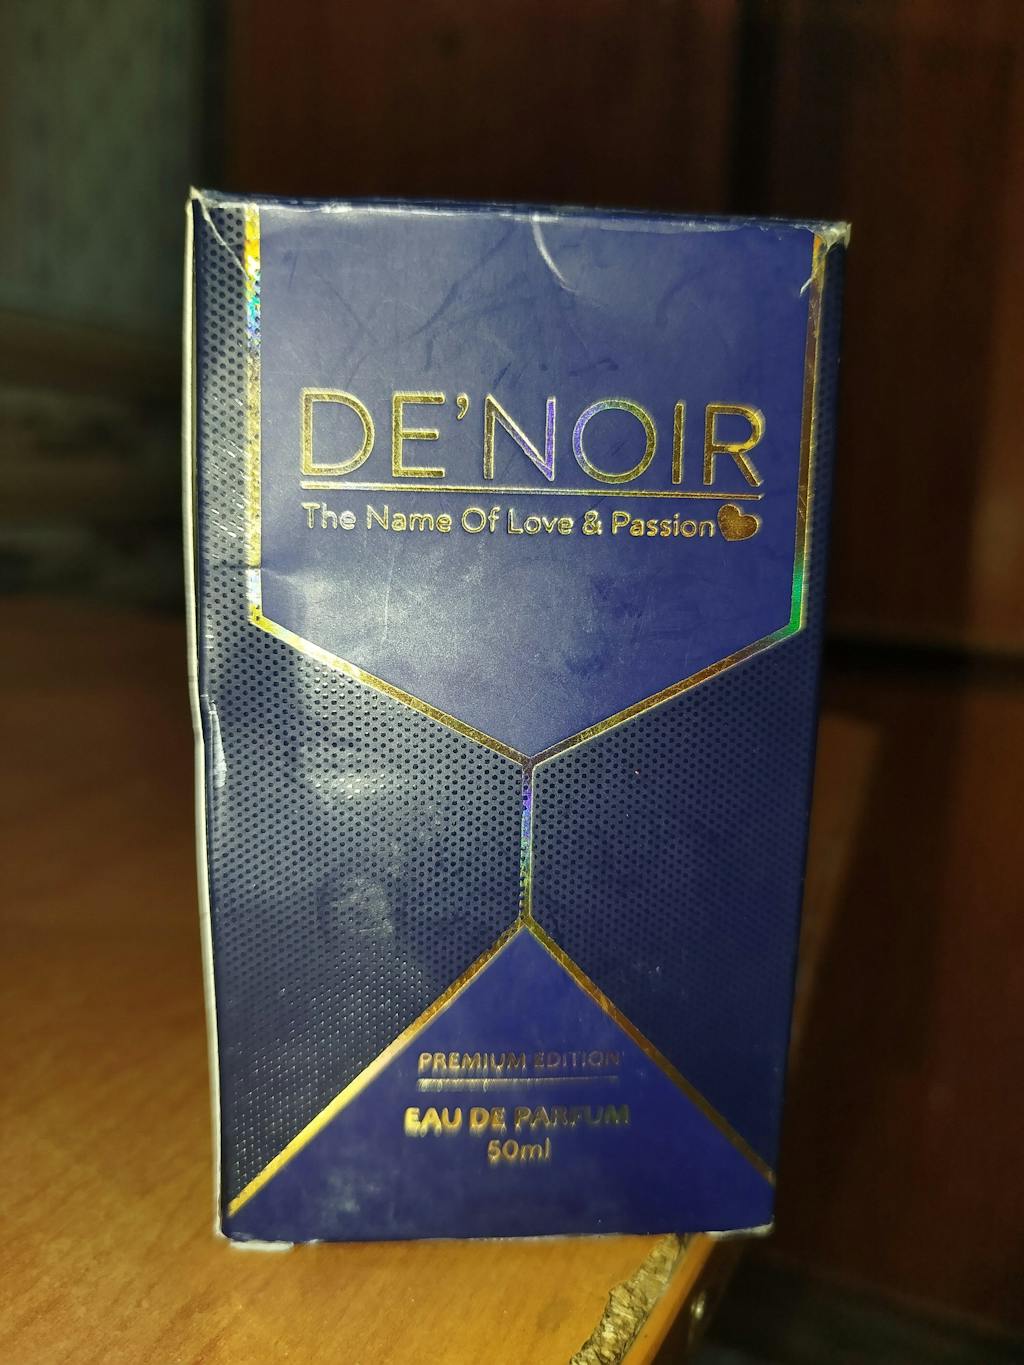 DE'NOIR
The Name Of Love & Passion
PREMIUM EDITION
EAU DE PARFUM
50ml